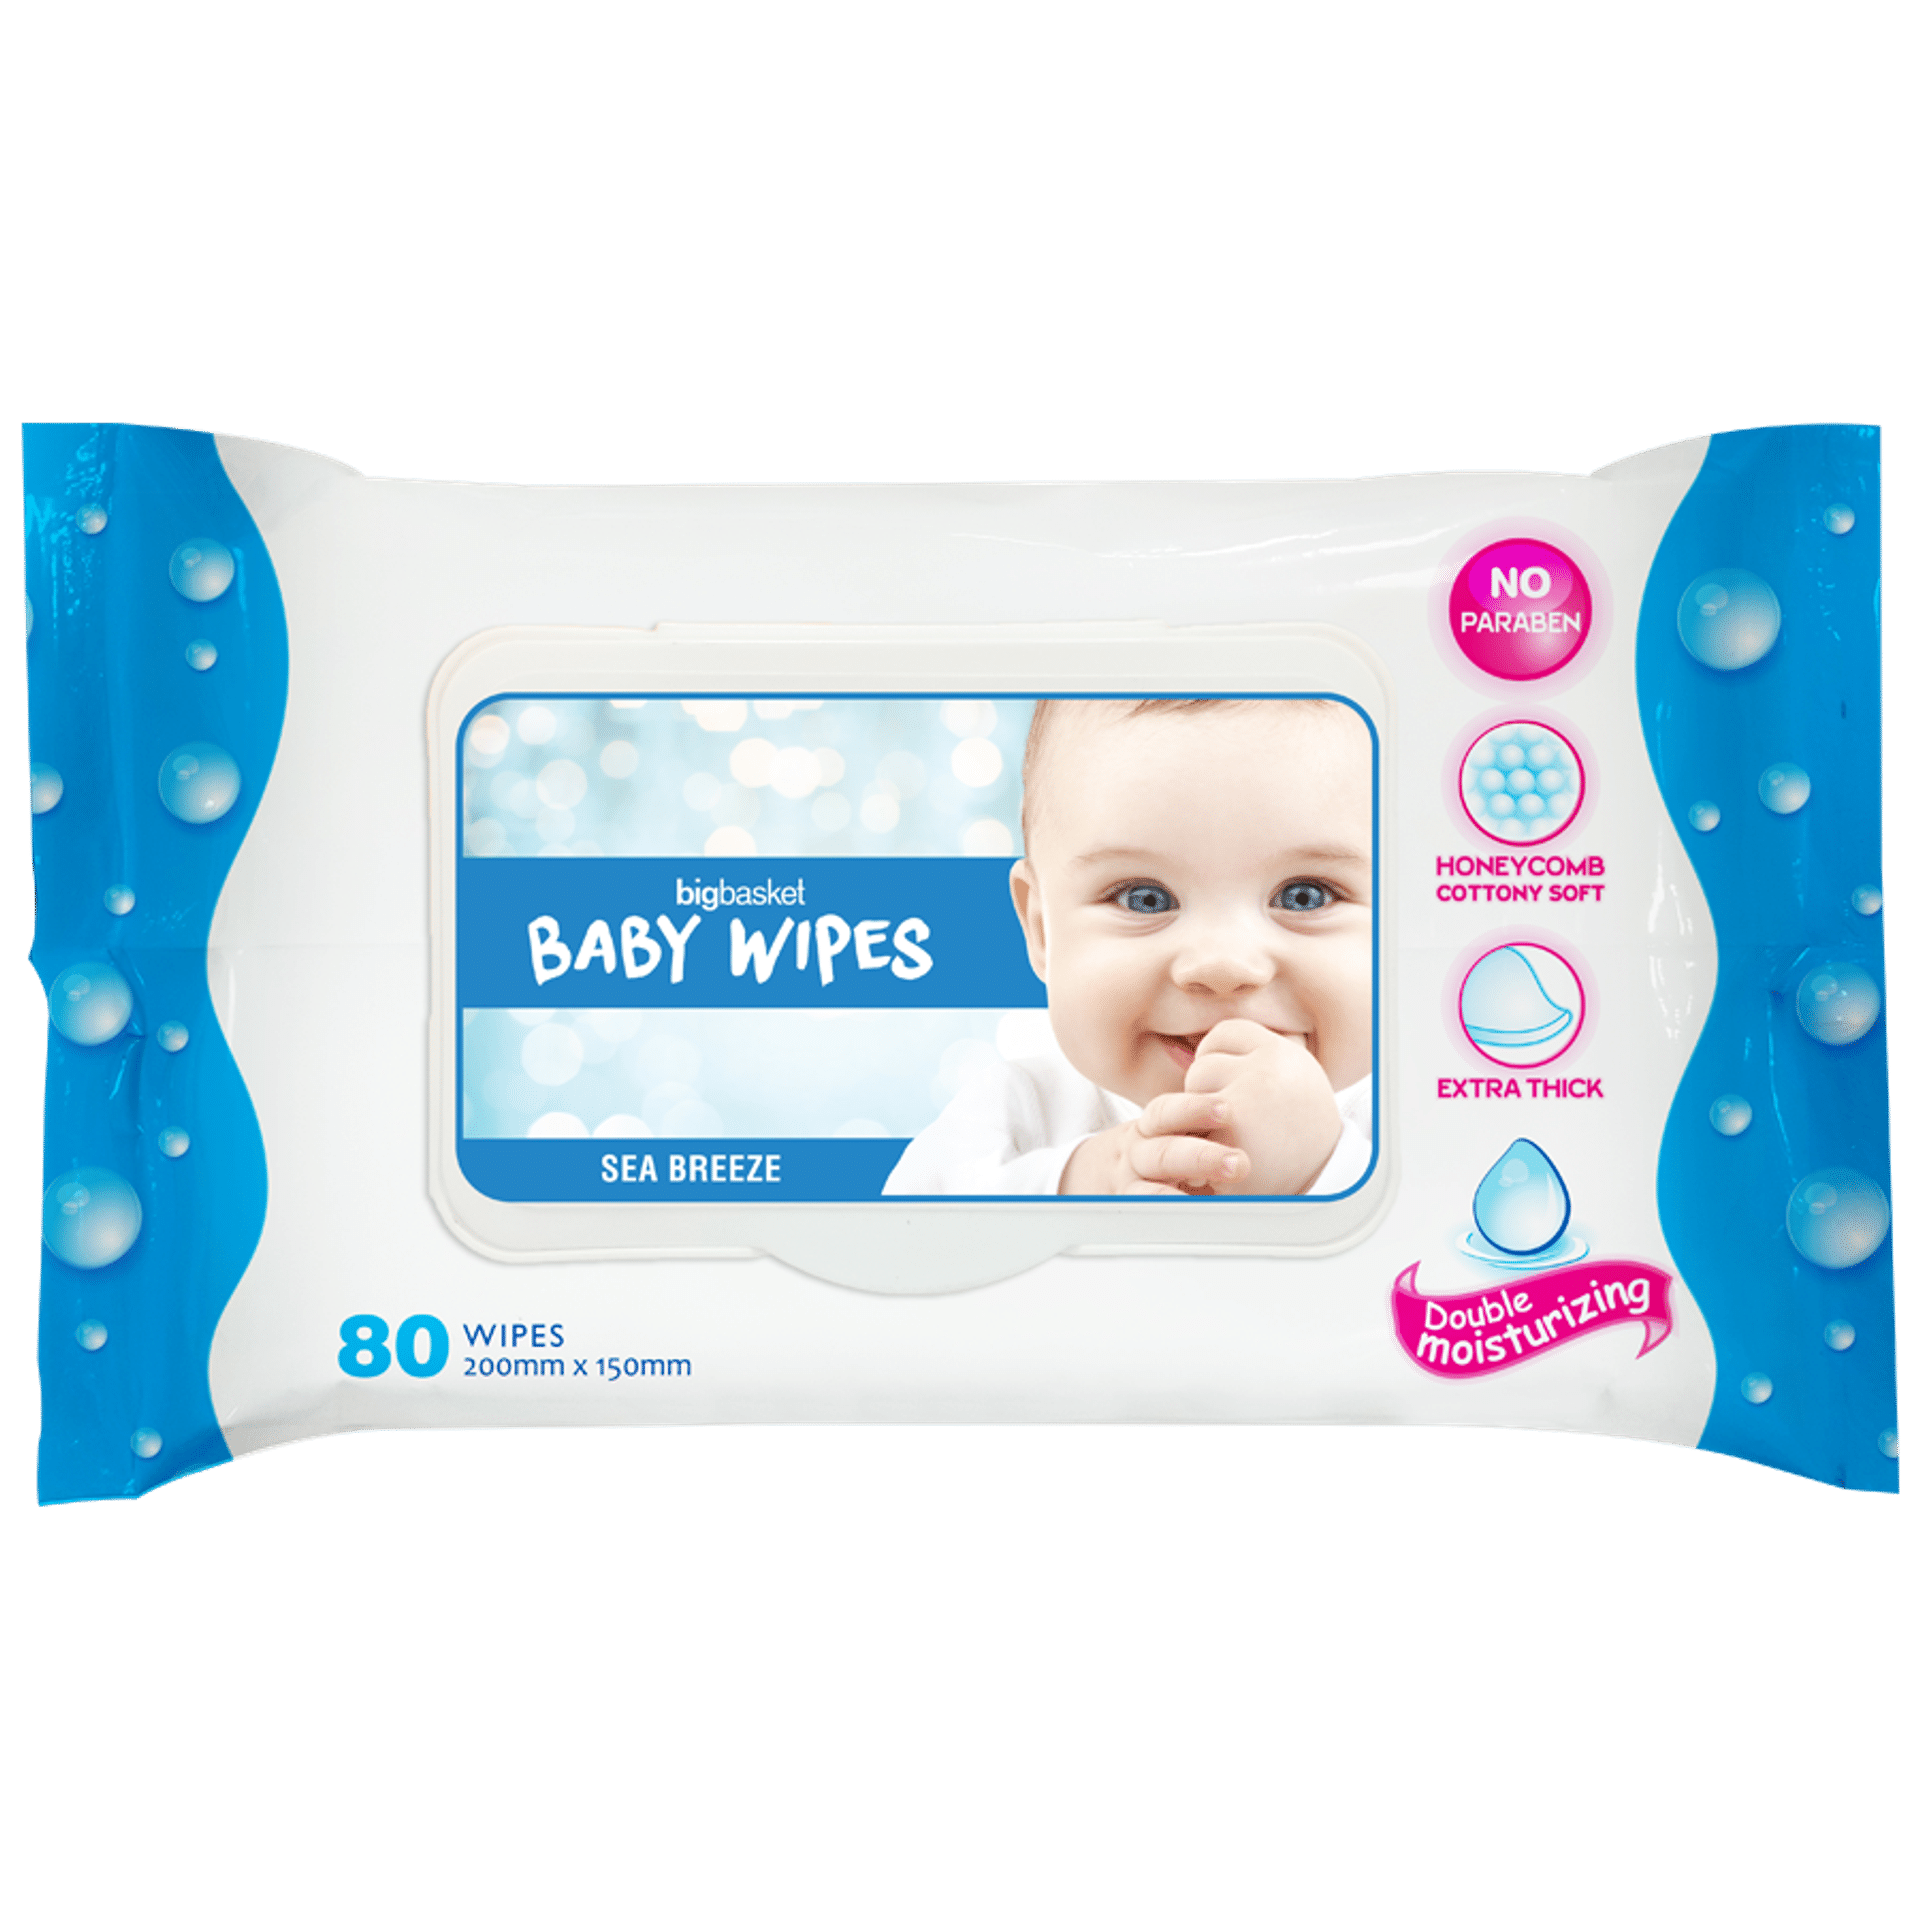 NO
PARABEN
HONEYCOMB
COTTONY SOFT
EXTRA THICK
Double
moisturizing
bigbasket
BABY WIPES
SEA BREEZE
80 WIPES
200mm x 150mm